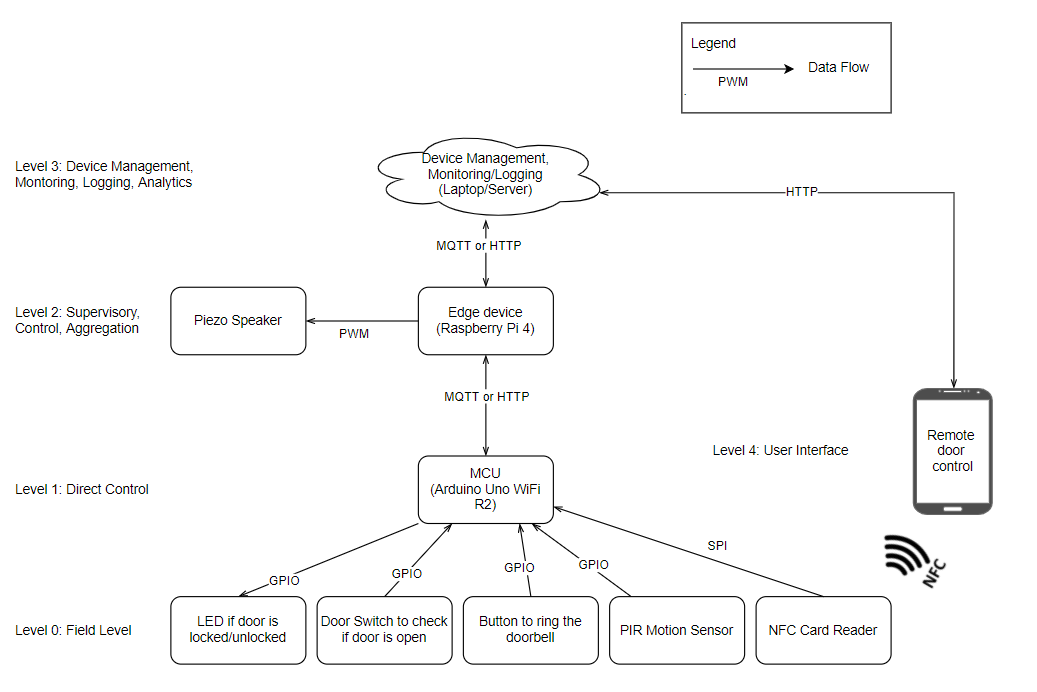 Legend
Data Flow
PWM
Level 3: Device Management,
Montoring, Logging, Analytics
Device Management,
Monitoring/Logging
(Laptop/Server)
HTTP
MQTT or HTTP
Level 2: Supervisory,
Control, Aggregation
Piezo Speaker
PWM
Edge device
(Raspberry Pi 4)
MQTT or HTTP
Level 4: User Interface
Remote
door
control
Level 1: Direct Control
MCU
(Arduino Uno WiFi
R2)
GPIO
GPIO
GPIO
GPIO
SPI
NFC
Level 0: Field Level
LED if door is
locked/unlocked
Door Switch to check
if door is open
Button to ring the
doorbell
PIR Motion Sensor
NFC Card Reader